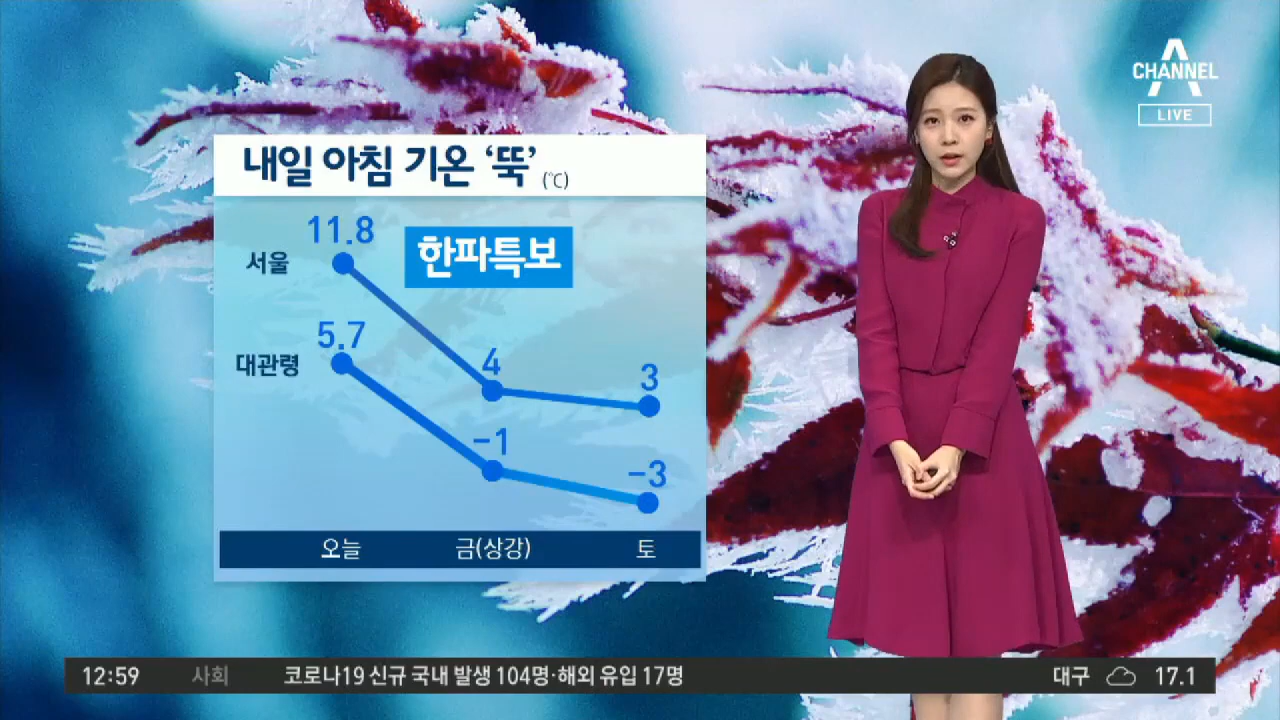 CHANNEL A
LIVE
내일 아침 기온 ‘뚝’ (℃)
한파특보
서울
11.8
4
3
대관령
5.7
-1
-3
오늘 금(상강) 토
12:59 사회 코로나19 신규 국내 발생 104명·해외 유입 17명 대구 17.1